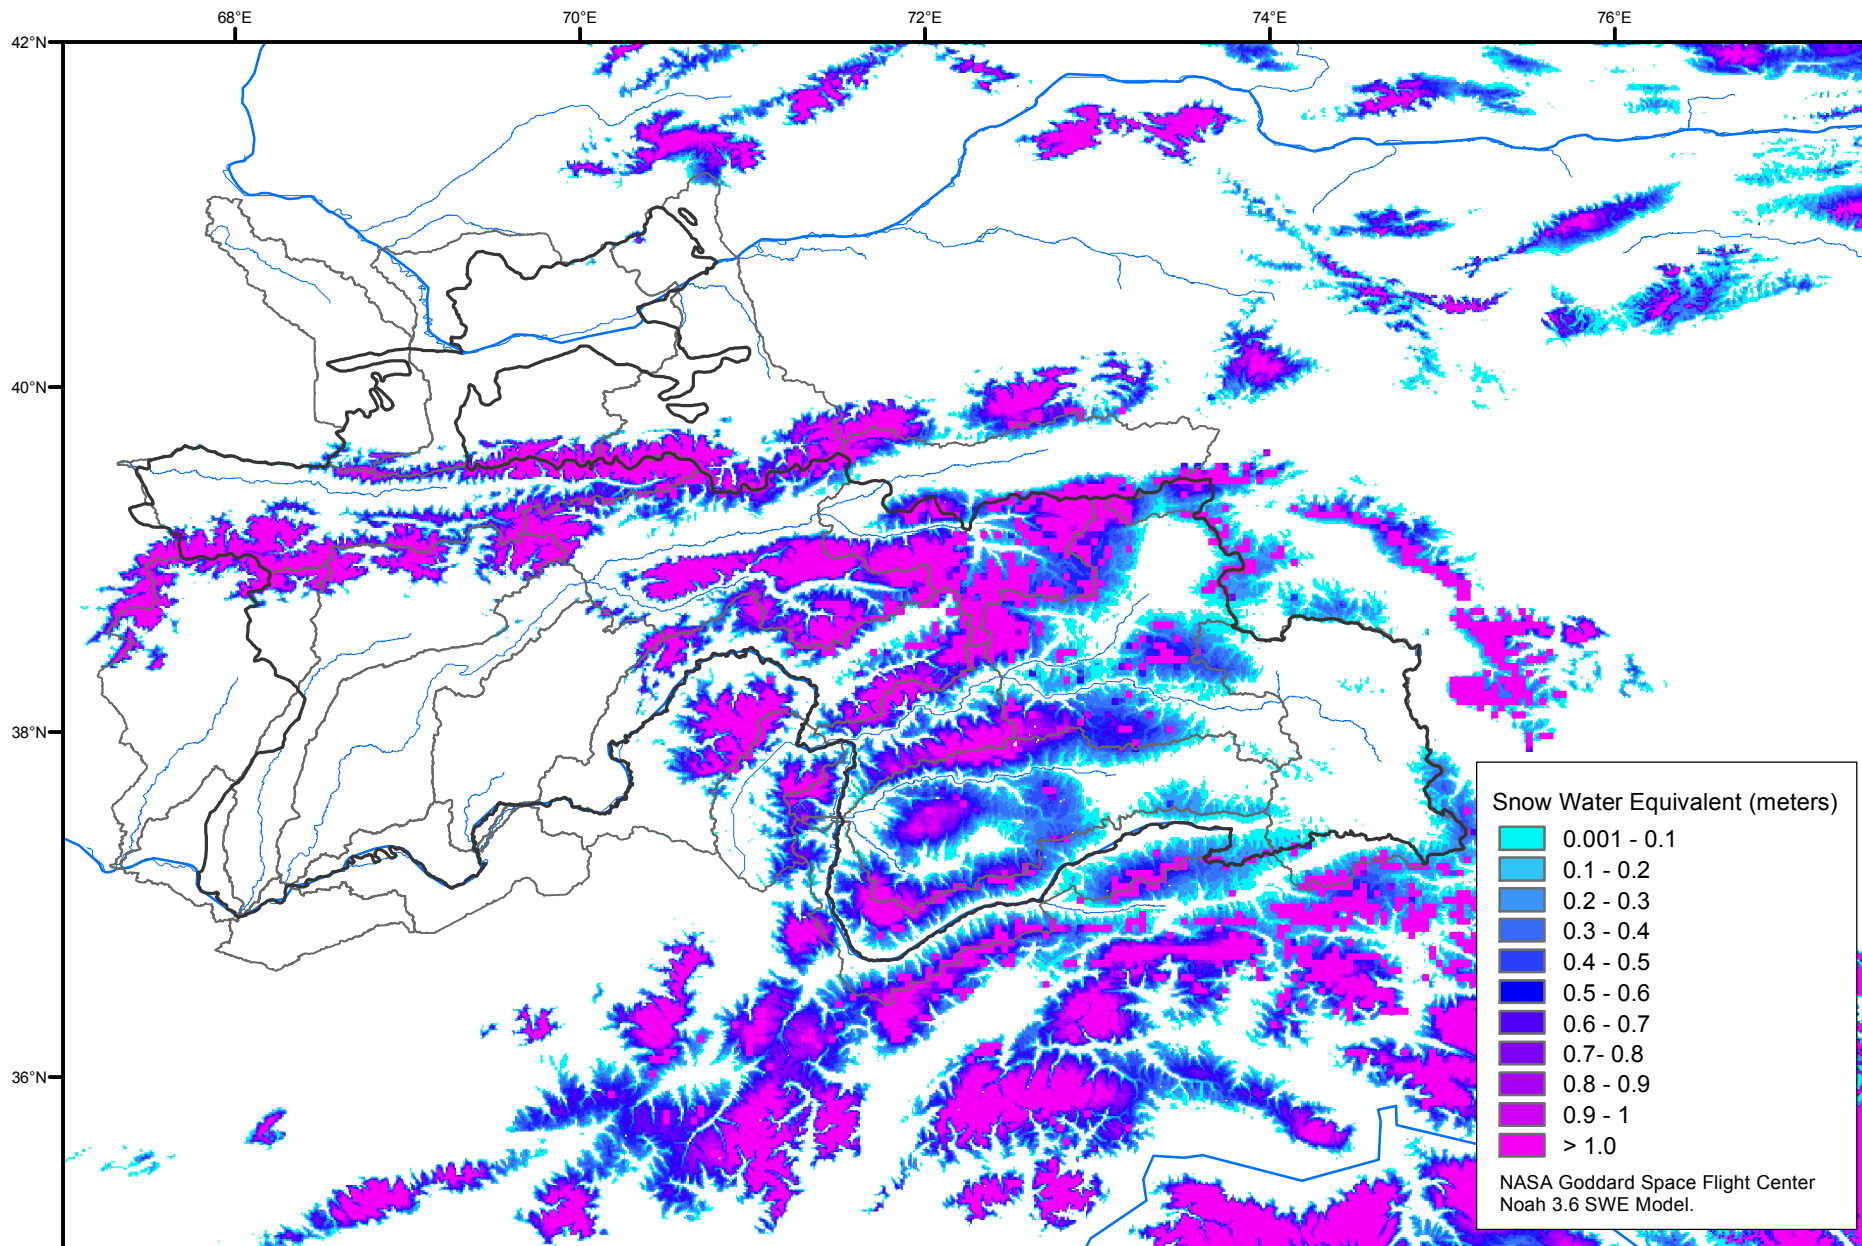 68°E 70°E 72°E 74°E 76°E
42°N
40°N
38°N
36°N
Snow Water Equivalent (meters)
0.001 - 0.1
0.1 - 0.2
0.2 - 0.3
0.3 - 0.4
0.4 - 0.5
0.5 - 0.6
0.6 - 0.7
0.7- 0.8
0.8 - 0.9
0.9 - 1
> 1.0
NASA Goddard Space Flight Center
Noah 3.6 SWE Model.